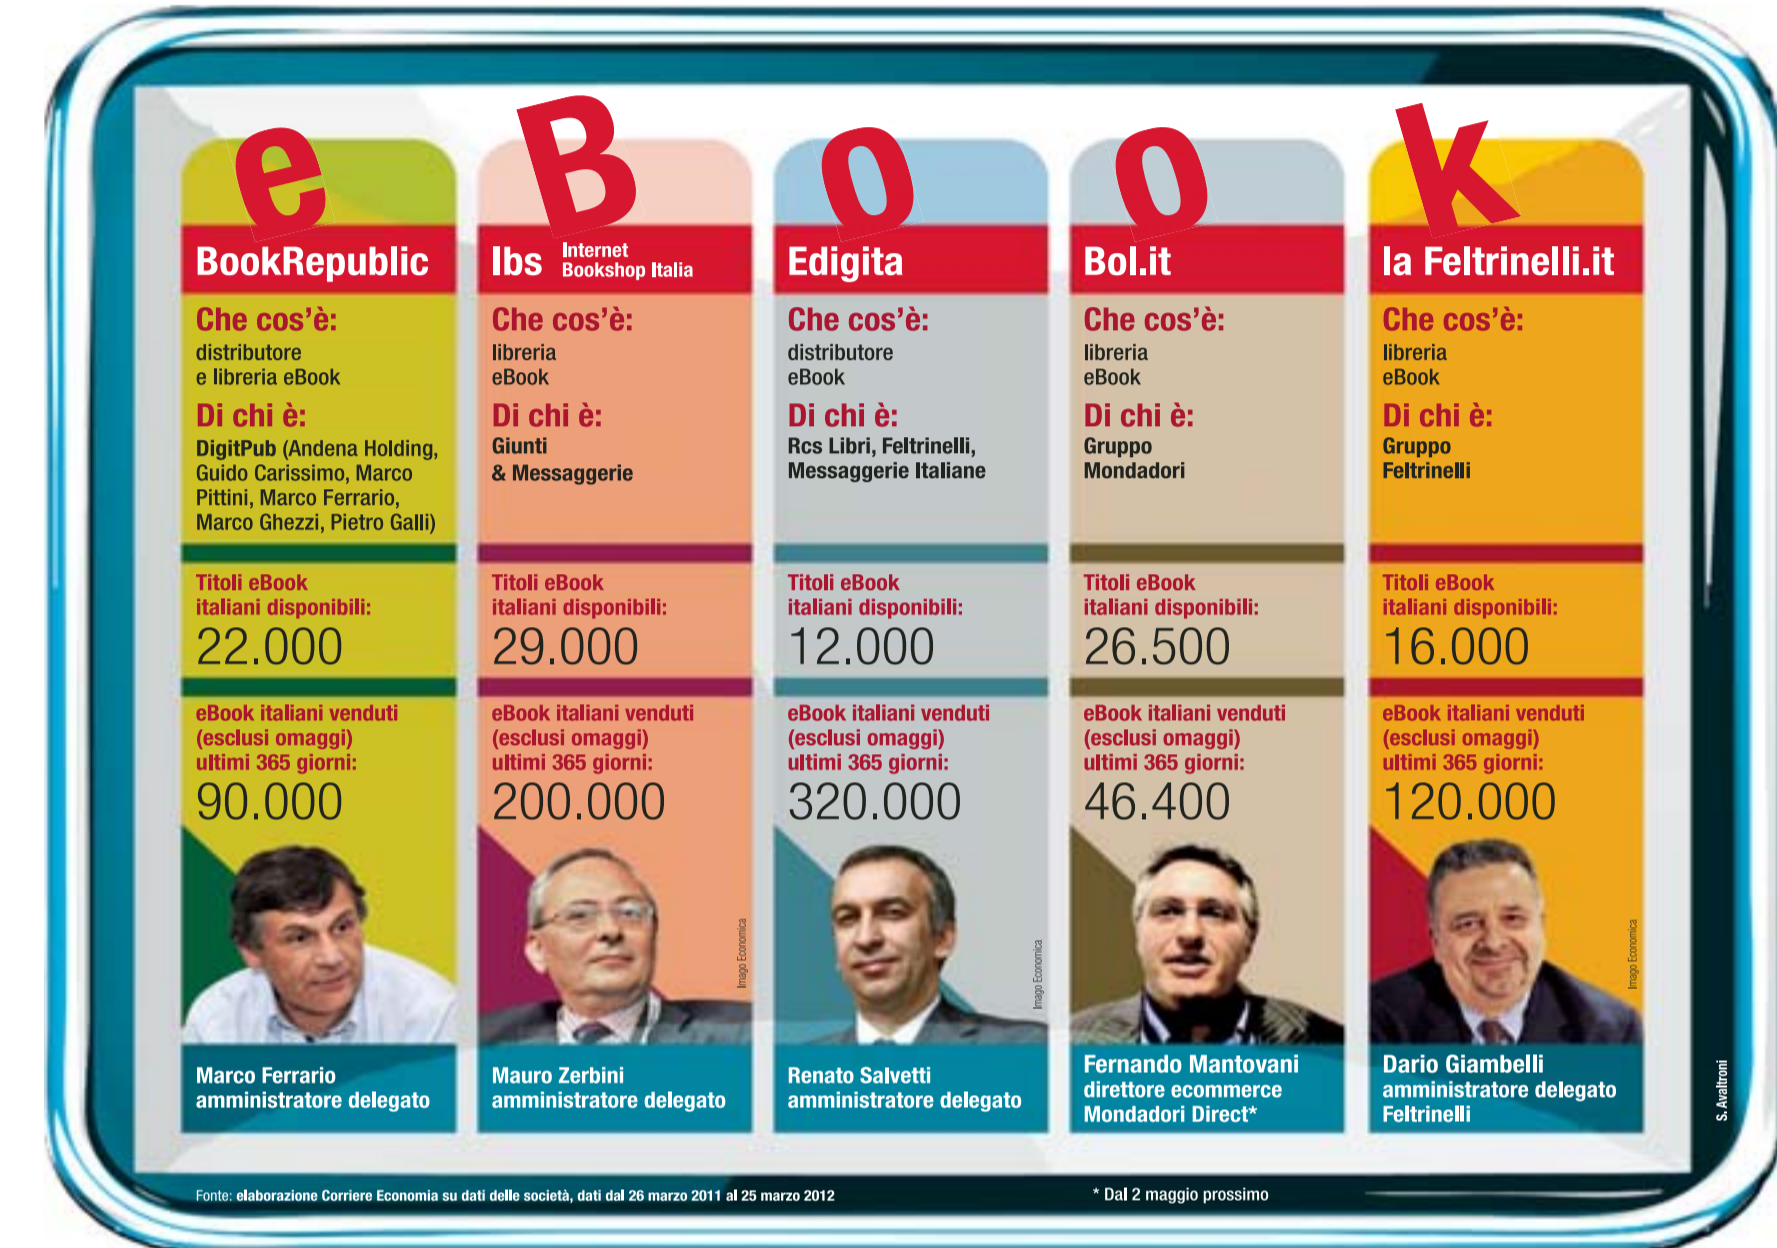 eBook
BookRepublic
Che cos'è:
distributore
e libreria eBook
Di chi è:
DigitPub (Andena Holding,
Guido Carissimo, Marco
Pittini, Marco Ferrario,
Marco Ghezzi, Pietro Galli)
Titoli eBook
italiani disponibili:
22.000
eBook italiani venduti
(esclusi omaggi)
ultimi 365 giorni:
90.000
Marco Ferrario
amministratore delegato
Ibs Internet
Bookshop Italia
Che cos'è:
libreria
eBook
Di chi è:
Giunti
& Messaggerie
Titoli eBook
italiani disponibili:
29.000
eBook italiani venduti
(esclusi omaggi)
ultimi 365 giorni:
200.000
Imago Economica
Mauro Zerbini
amministratore delegato
Edigita
Che cos'è:
distributore
eBook
Di chi è:
Rcs Libri, Feltrinelli,
Messaggerie Italiane
Titoli eBook
italiani disponibili:
12.000
eBook italiani venduti
(esclusi omaggi)
ultimi 365 giorni:
320.000
Imago Economica
Renato Salvetti
amministratore delegato
Bol.it
Che cos'è:
libreria
eBook
Di chi è:
Gruppo
Mondadori
Titoli eBook
italiani disponibili:
26.500
eBook italiani venduti
(esclusi omaggi)
ultimi 365 giorni:
46.400
Fernando Mantovani
direttore ecommerce
Mondadori Direct*
la Feltrinelli.it
Che cos'è:
libreria
eBook
Di chi è:
Gruppo
Feltrinelli
Titoli eBook
italiani disponibili:
16.000
eBook italiani venduti
(esclusi omaggi)
ultimi 365 giorni:
120.000
Imago Economica
Dario Giambelli
amministratore delegato
Feltrinelli
S. Avaltroni
Fonte: elaborazione Corriere Economia su dati delle società, dati dal 26 marzo 2011 al 25 marzo 2012
* Dal 2 maggio prossimo